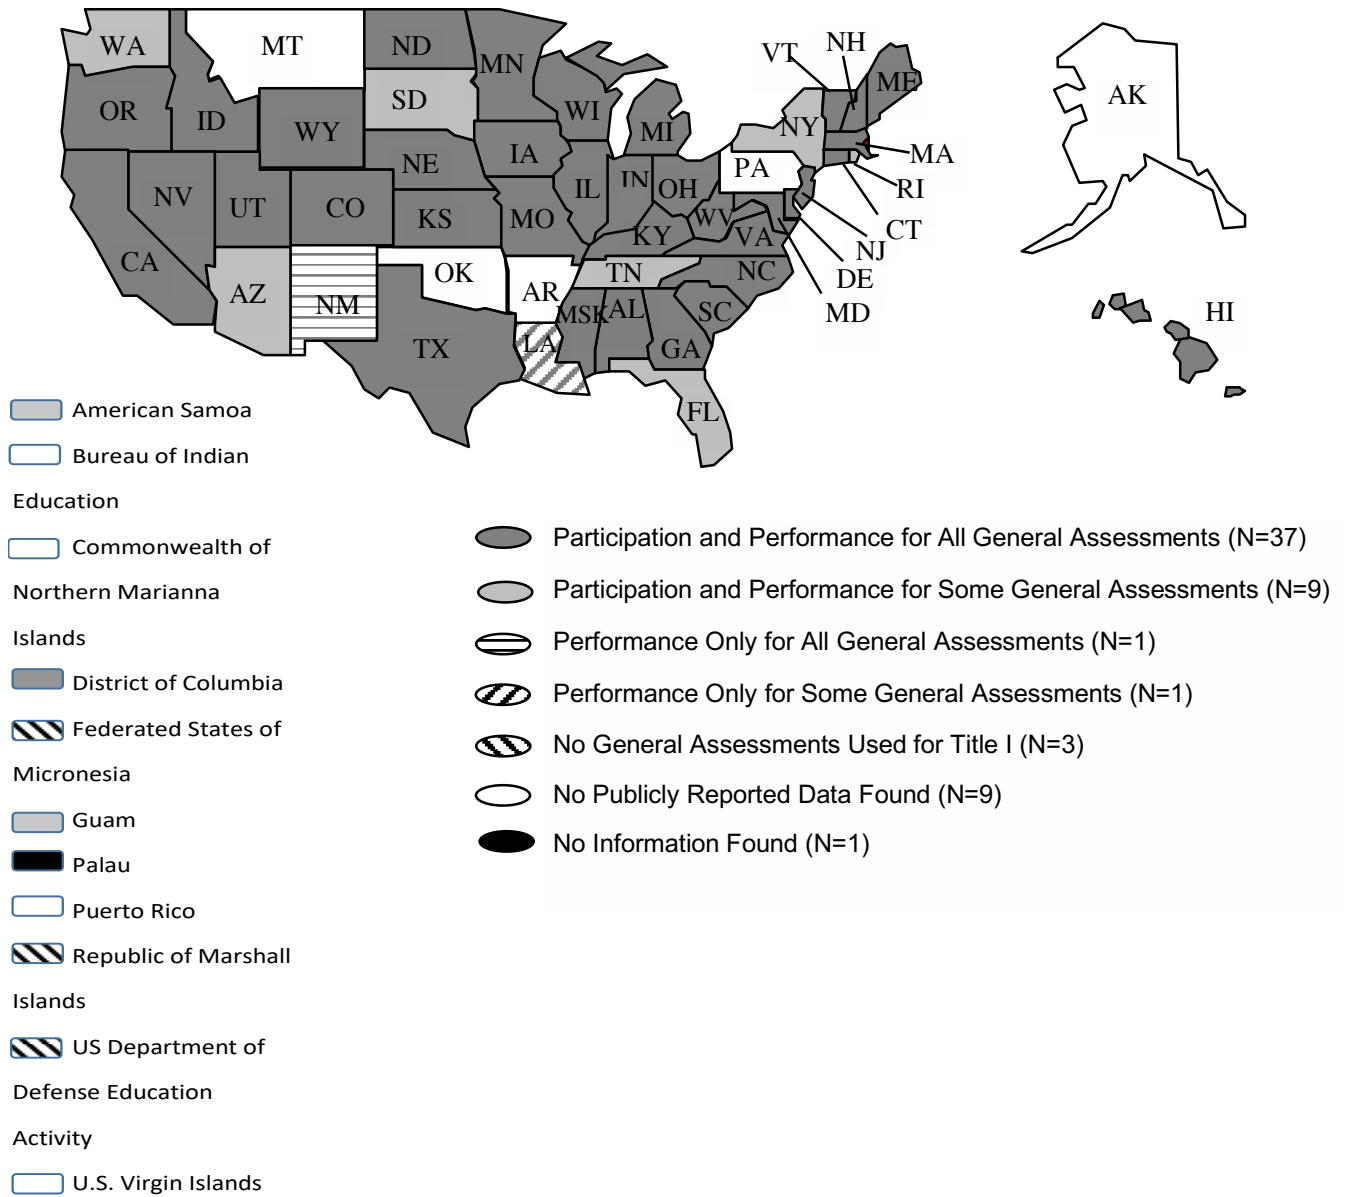 WA
MT
ND
MN
VT
NH
ME
AK
OR
ID
WY
SD
WI
MI
NY
MA
NV
UT
CO
NE
IA
IL
IN
OH
PA
RI
CT
CA
KS
MO
KY
WV
VA
NJ
DE
MD
AZ
NM
OK
AR
TN
NC
HI
TX
LA
MSK
AL
GA
SC
FL
American Samoa
Bureau of Indian
Education
Commonwealth of
Northern Marianna
Islands
District of Columbia
Federated States of
Micronesia
Guam
Palau
Puerto Rico
Republic of Marshall
Islands
US Department of
Defense Education
Activity
U.S. Virgin Islands
Participation and Performance for All General Assessments (N=37)
Participation and Performance for Some General Assessments (N=9)
Performance Only for All General Assessments (N=1)
Performance Only for Some General Assessments (N=1)
No General Assessments Used for Title I (N=3)
No Publicly Reported Data Found (N=9)
No Information Found (N=1)